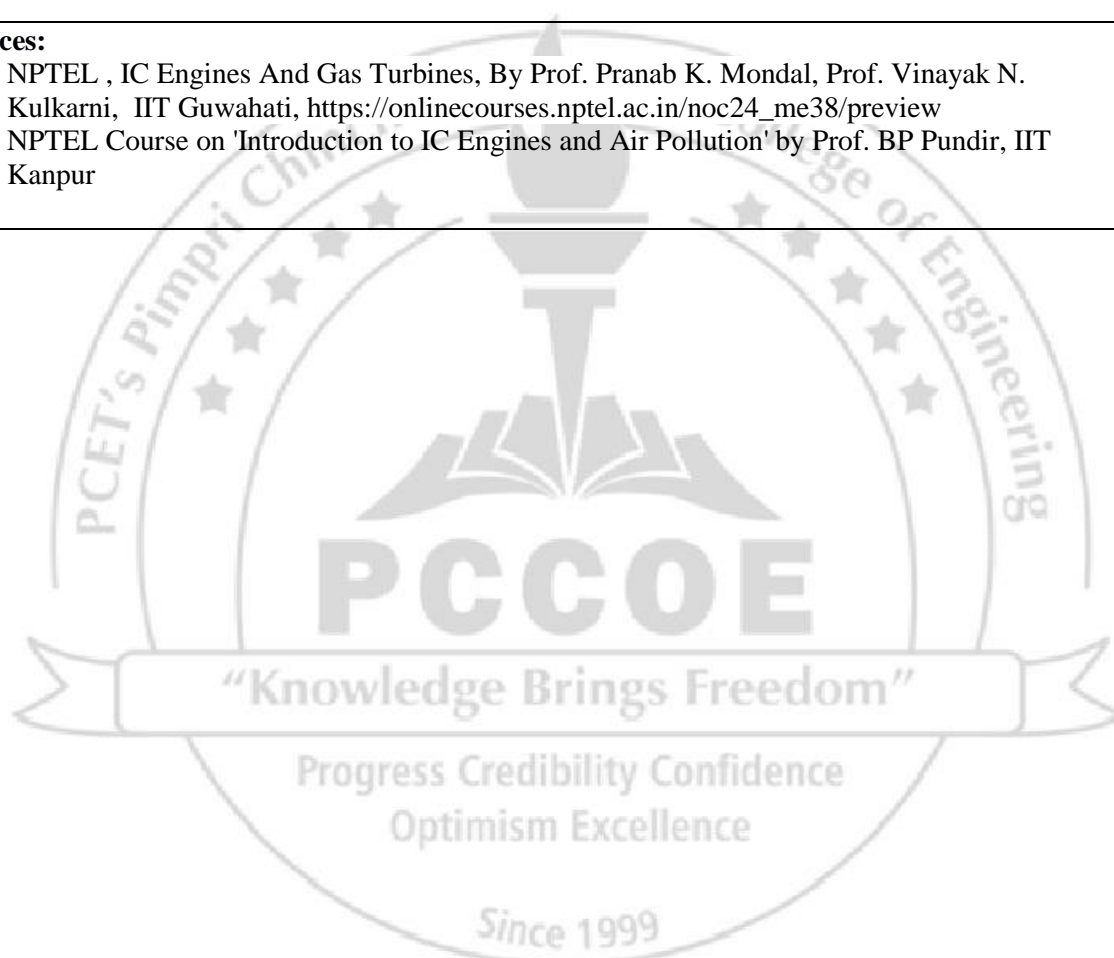 ces:
NPTEL , IC Engines And Gas Turbines, By Prof. Pranab K. Mondal, Prof. Vinayak N.
Kulkarni, IIT Guwahati, https://onlinecourses.nptel.ac.in/noc24_me38/preview
NPTEL Course on 'Introduction to IC Engines and Air Pollution' by Prof. BP Pundir, IIT
Kanpur
PCET's Pimpri Chin
ege of Engineering
PCCOE
“Knowledge Brings Freedom”
Progress Credibility Confidence
Optimism Excellence
Since 1999